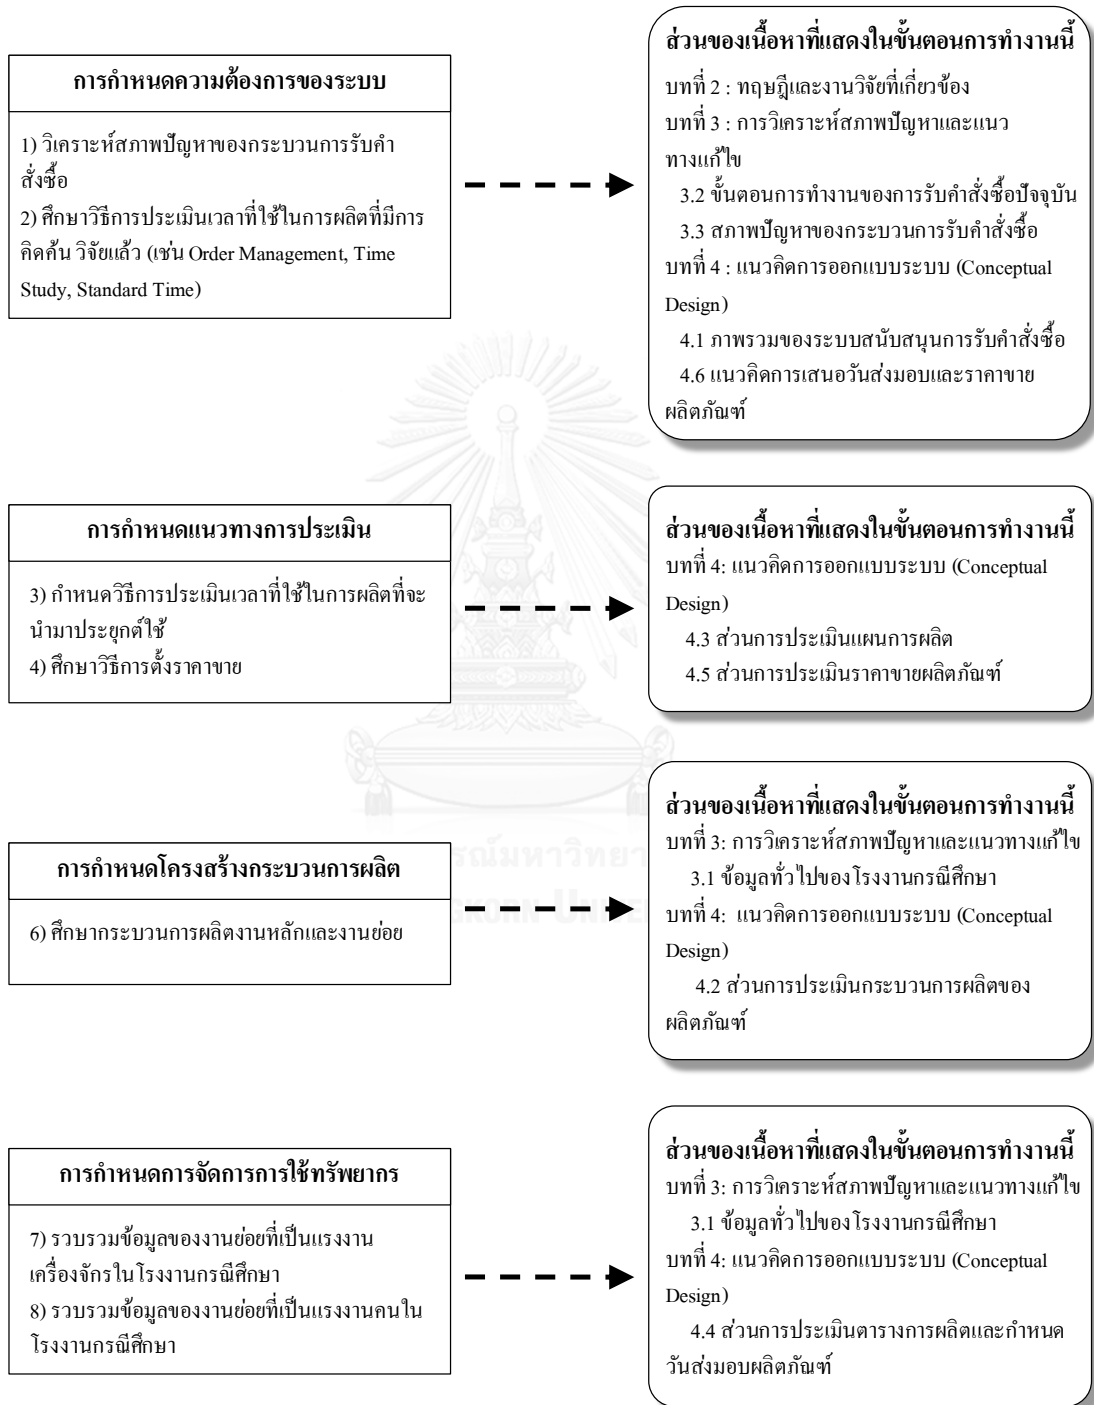 การกำหนดความต้องการของระบบ
1) วิเคราะห์สภาพปัญหาของกระบวนการรับคำ
สั่งซื้อ
2) ศึกษาวิธีการประเมินเวลาที่ใช้ในการผลิตที่มีการ
คิดค้น วิจัยแล้ว (เช่น Order Management, Time
Study, Standard Time)
ส่วนของเนื้อหาที่แสดงในขั้นตอนการทำงานนี้
บทที่ 2 : ทฤษฎีและงานวิจัยที่เกี่ยวข้อง
บทที่ 3 : การวิเคราะห์สภาพปัญหาและแนว
ทางแก้ไข
3.2 ขั้นตอนการทำงานของการรับคำสั่งซื้อปัจจุบัน
3.3 สภาพปัญหาของกระบวนการรับคำสั่งซื้อ
บทที่ 4 : แนวคิดการออกแบบระบบ (Conceptual
Design)
4.1 ภาพรวมของระบบสนับสนุนการรับคำสั่งซื้อ
4.6 แนวคิดการเสนอวันส่งมอบและราคาขาย
ผลิตภัณฑ์
การกำหนดแนวทางการประเมิน
3) กำหนดวิธีการประเมินเวลาที่ใช้ในการผลิตที่จะ
นำมาประยุกต์ใช้
4) ศึกษาวิธีการตั้งราคาขาย
ส่วนของเนื้อหาที่แสดงในขั้นตอนการทำงานนี้
บทที่ 4: แนวคิดการออกแบบระบบ (Conceptual
Design)
4.3 ส่วนการประเมินแผนการผลิต
4.5 ส่วนการประเมินราคาขายผลิตภัณฑ์
การกำหนดโครงสร้างกระบวนการผลิต
6) ศึกษากระบวนการผลิตงานหลักและงานย่อย
ส่วนของเนื้อหาที่แสดงในขั้นตอนการทำงานนี้
บทที่ 3: การวิเคราะห์สภาพปัญหาและแนวทางแก้ไข
3.1 ข้อมูลทั่วไปของโรงงานกรณีศึกษา
บทที่ 4: แนวคิดการออกแบบระบบ (Conceptual
Design)
4.2 ส่วนการประเมินกระบวนการผลิตของ
ผลิตภัณฑ์
การกำหนดการจัดการการใช้ทรัพยากร
7) รวบรวมข้อมูลของงานย่อยที่เป็นแรงงาน
เครื่องจักรในโรงงานกรณีศึกษา
8) รวบรวมข้อมูลของงานย่อยที่เป็นแรงงานคนใน
โรงงานกรณีศึกษา
ส่วนของเนื้อหาที่แสดงในขั้นตอนการทำงานนี้
บทที่ 3: การวิเคราะห์สภาพปัญหาและแนวทางแก้ไข
3.1 ข้อมูลทั่วไปของโรงงานกรณีศึกษา
บทที่ 4: แนวคิดการออกแบบระบบ (Conceptual
Design)
4.4 ส่วนการประเมินตารางการผลิตและกำหนด
วันส่งมอบผลิตภัณฑ์